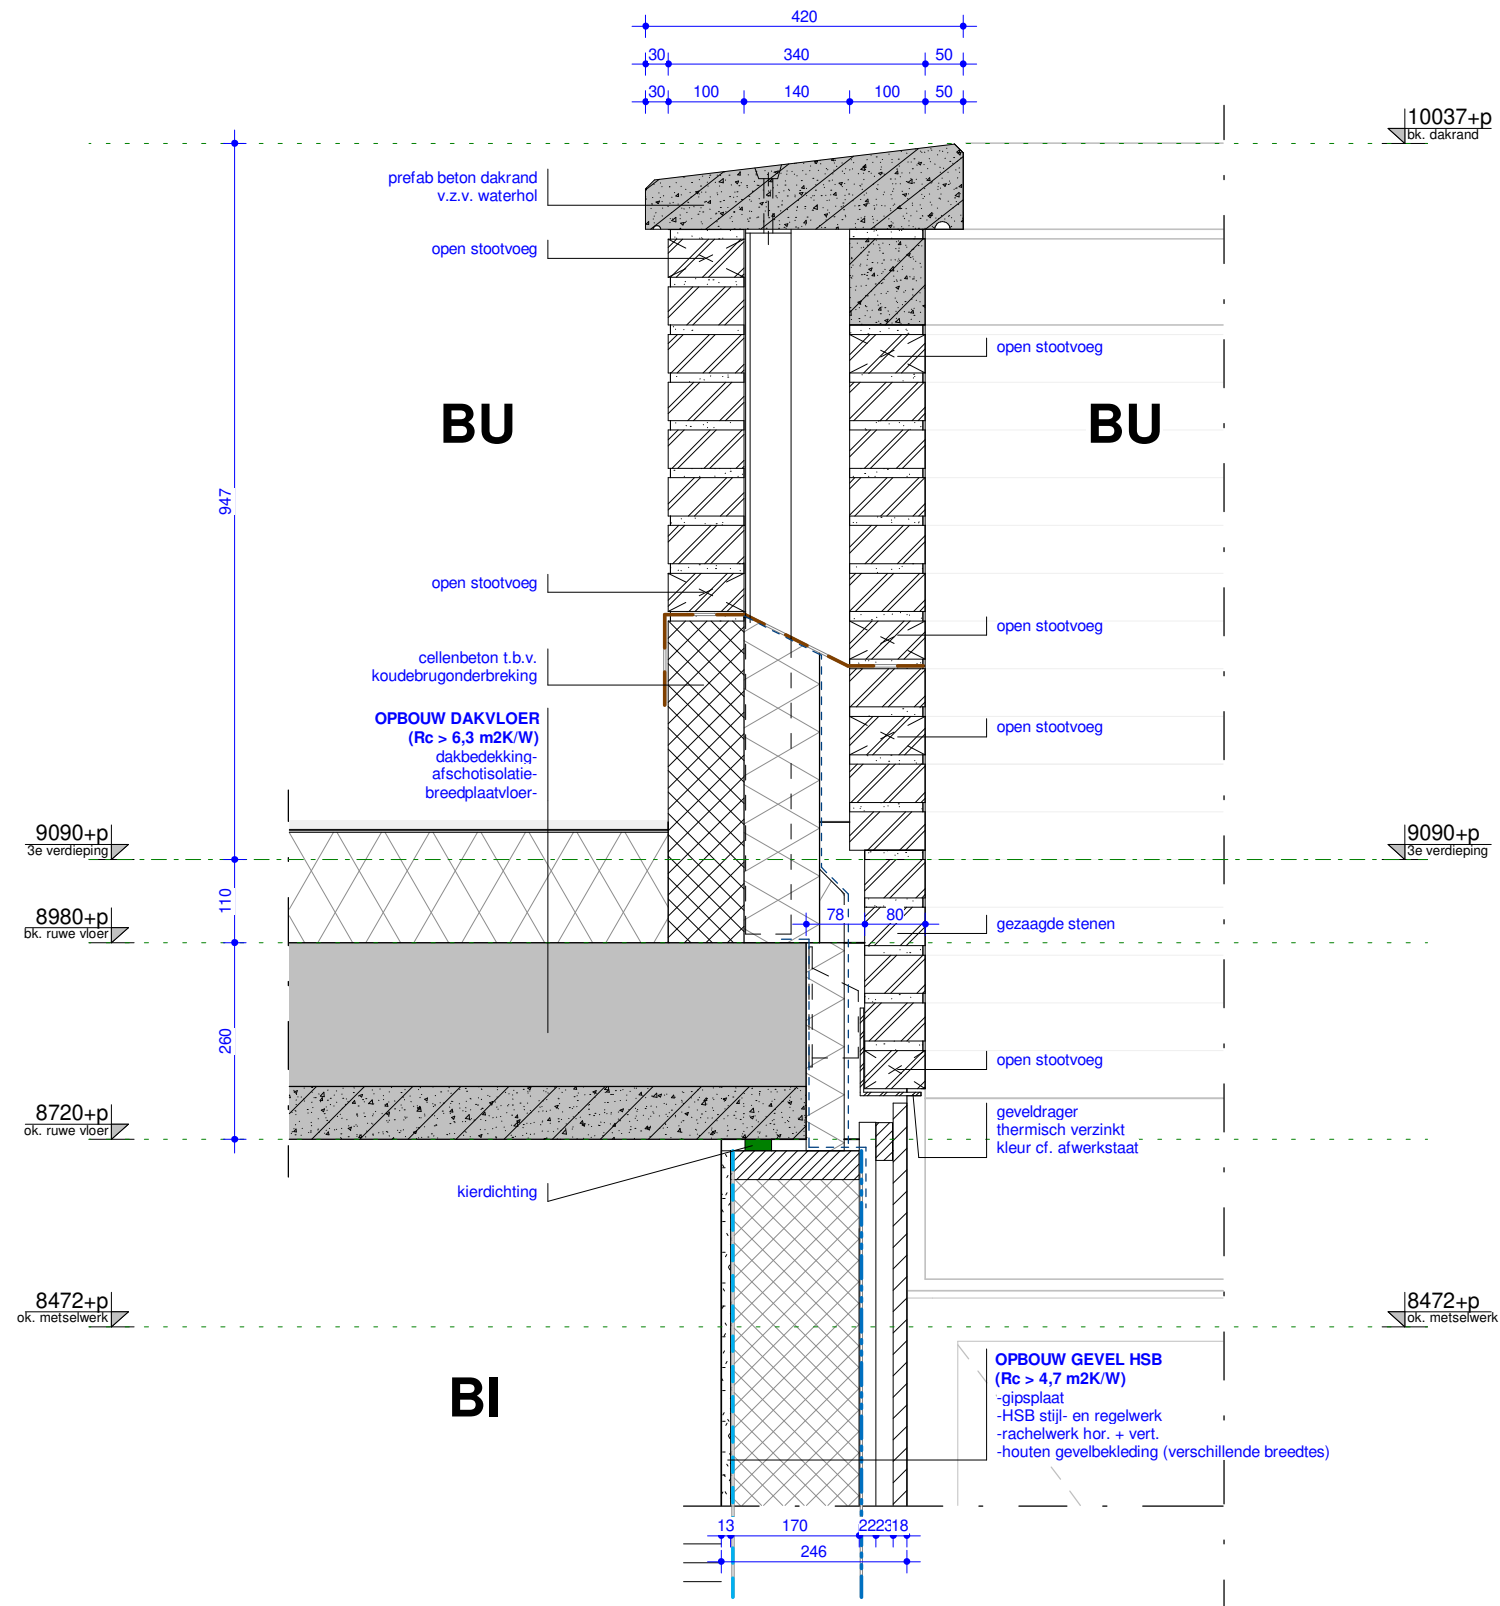 420
30 340 50
30 100 140 100 50
10037+p
bk. dakrand
prefab beton dakrand
v.z.v. waterhol
open stootvoeg
open stootvoeg
BU
BU
947
open stootvoeg
open stootvoeg
cellenbeton t.b.v.
koudebrugonderbreking
OPBOUW DAKVLOER
(Rc > 6,3 m2K/W)
dakbedekking-
afschotisolatie-
breedplaatvloer-
open stootvoeg
9090+p
3e verdieping
9090+p
3e verdieping
110
8980+p
bk. ruwe vloer
78 80
gezaagde stenen
260
open stootvoeg
8720+p
ok. ruwe vloer
geveldrager
thermisch verzinkt
kleur cf. afwerkstaat
kierdichting
8472+p
ok. metselwerk
8472+p
ok. metselwerk
BI
OPBOUW GEVEL HSB
(Rc > 4,7 m2K/W)
-gipsplaat
-HSB stijl- en regelwerk
-rachelwerk hor. + vert.
-houten gevelbekleding (verschillende breedtes)
13 170 22 23 18
246